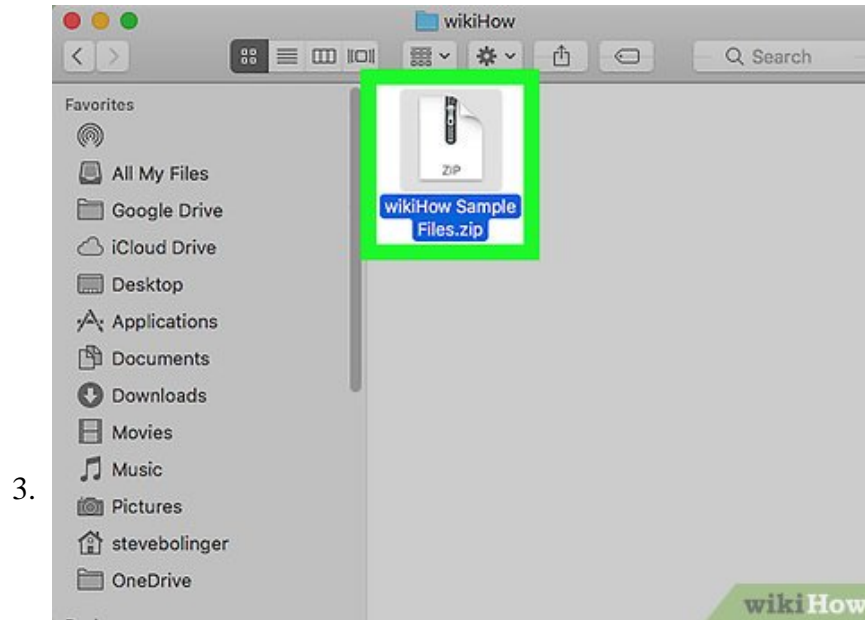 wikiHow
Search
Favorites
ZIP
All My Files
wikiHow Sample
Files.zip
Google Drive
iCloud Drive
Desktop
Applications
Documents
Downloads
Movies
Music
3.
Pictures
stevebolinger
OneDrive
wikiHow